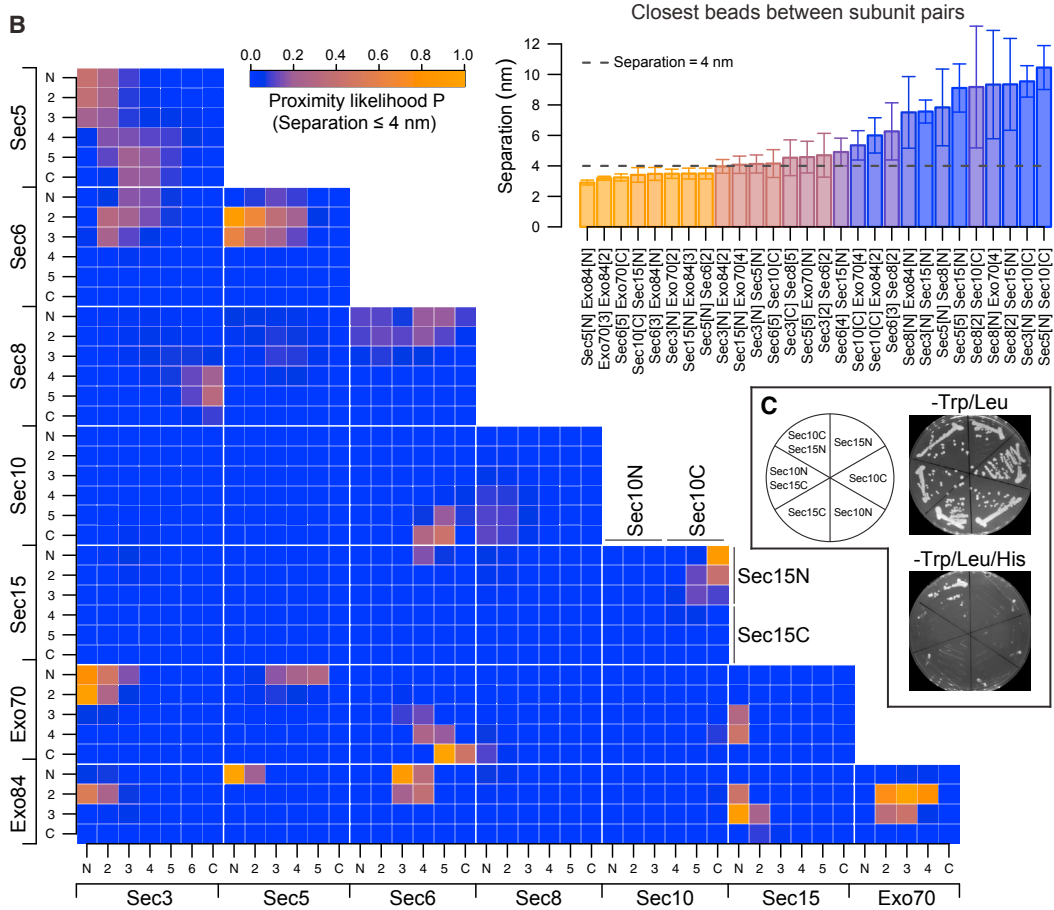 B
0.0 0.2 0.4 0.6 0.8 1.0
Proximity likelihood P
(Separation ≤ 4 nm)
Closest beads between subunit pairs
Separation (nm)
12
10
8
6
4
2
0
Separation = 4 nm
Sec5[N] Exo84[N]
Exo70[3] Exo84[2]
Sec6[5] Exo70[C]
Sec10[C] Sec15[N]
Sec6[3] Exo84[N]
Sec3[N] Exo70[2]
Sec15[N] Exo84[3]
Sec5[N] Sec6[2]
Sec3[N] Exo84[2]
Sec15[N] Exo70[4]
Sec3[N] Sec5[N]
Sec6[5] Sec10[C]
Sec3[C] Sec8[5]
Sec5[5] Exo70[N]
Sec3[2] Sec6[2]
Sec6[4] Sec15[N]
Sec10[C] Exo70[4]
Sec10[C] Exo84[2]
Sec6[3] Sec8[2]
Sec8[N] Exo84[N]
Sec3[N] Sec15[N]
Sec5[N] Sec8[N]
Sec5[5] Sec15[N]
Sec8[2] Sec10[C]
Sec8[N] Exo70[4]
Sec8[2] Sec15[N]
Sec3[N] Sec10[C]
Sec5[N] Sec10[C]
Sec5
N
2
3
4
5
C
Sec6
N
2
3
4
5
C
Sec8
N
2
3
4
5
C
Sec10
N
2
3
4
5
C
Sec15
N
2
3
4
5
C
Exo70
N
2
3
4
C
Exo84
N
2
3
C
Sec10N
Sec10C
Sec15N
Sec15C
N 2 3 4 5 6 C N 2 3 4 5 C N 2 3 4 5 C N 2 3 4 5 C N 2 3 4 5 C N 2 3 4 5 C N 2 3 4 C
Sec3 Sec5 Sec6 Sec8 Sec10 Sec15 Exo70
C
Sec10C
Sec15N
Sec15N
Sec10N
Sec15C
Sec10C
Sec15C
Sec10N
-Trp/Leu
-Trp/Leu/His